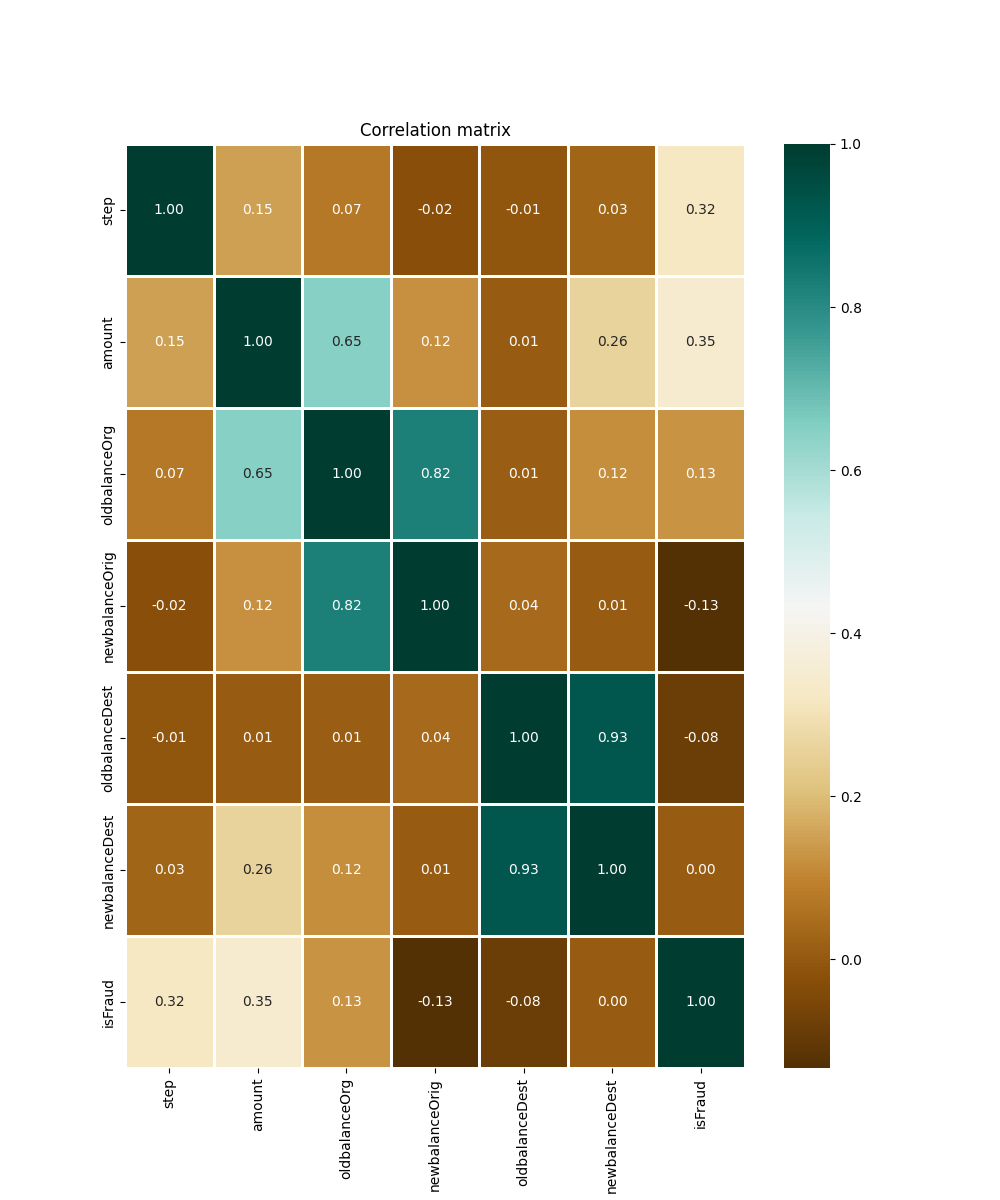 Correlation matrix
step 1.00 0.15 0.07 -0.02 -0.01 0.03 0.32
amount 0.15 1.00 0.65 0.12 0.01 0.26 0.35
oldbalanceOrg 0.07 0.65 1.00 0.82 0.01 0.12 0.13
newbalanceOrig -0.02 0.12 0.82 1.00 0.04 0.01 -0.13
oldbalanceDest -0.01 0.01 0.01 0.04 1.00 0.93 -0.08
newbalanceDest 0.03 0.26 0.12 0.01 0.93 1.00 0.00
isFraud 0.32 0.35 0.13 -0.13 -0.08 0.00 1.00
step amount oldbalanceOrg newbalanceOrig oldbalanceDest newbalanceDest isFraud
1.0
0.8
0.6
0.4
0.2
0.0